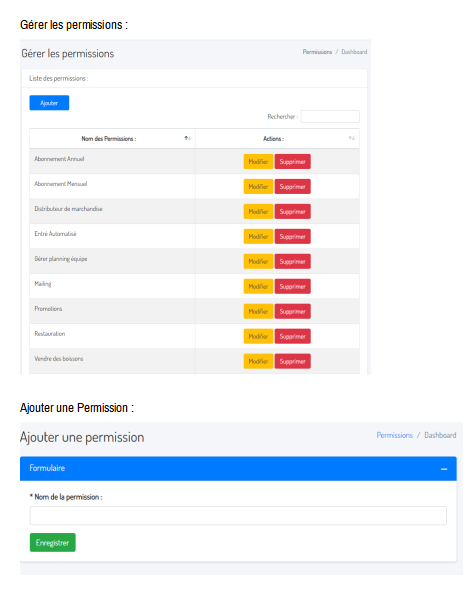 Gérer les permissions :
Gérer les permissions
Permissions / Dashboard
Liste des permissions :
Ajouter
Rechercher :
Nom des Permissions : Actions :
Abonnement Annuel Modifier Supprimer
Abonnement Mensuel Modifier Supprimer
Distributeur de marchandise Modifier Supprimer
Entré Automatisé Modifier Supprimer
Gérer planning équipe Modifier Supprimer
Mailing Modifier Supprimer
Promotions Modifier Supprimer
Restauration Modifier Supprimer
Vendre des boissons Modifier Supprimer
Ajouter une Permission :
Ajouter une permission
Permissions / Dashboard
Formulaire
* Nom de la permission :
Enregistrer